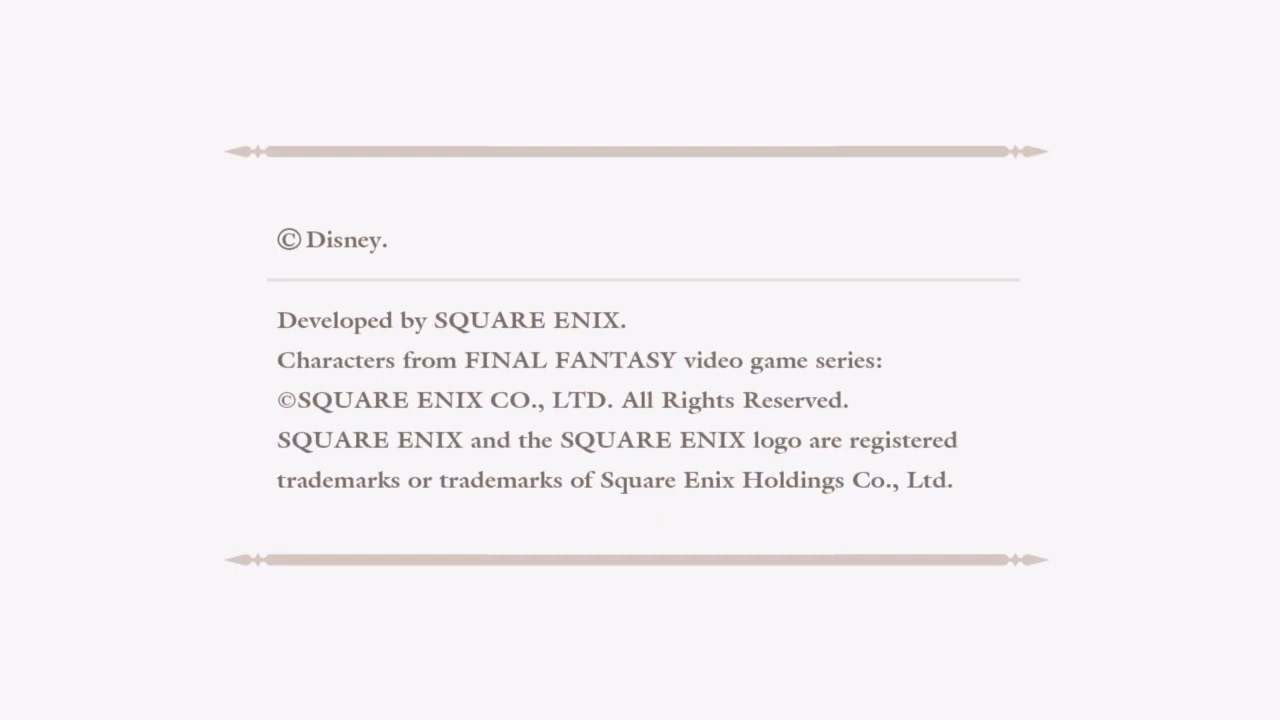 © Disney.
Developed by SQUARE ENIX.
Characters from FINAL FANTASY video game series:
©SQUARE ENIX CO., LTD. All Rights Reserved.
SQUARE ENIX and the SQUARE ENIX logo are registered
trademarks or trademarks of Square Enix Holdings Co., Ltd.